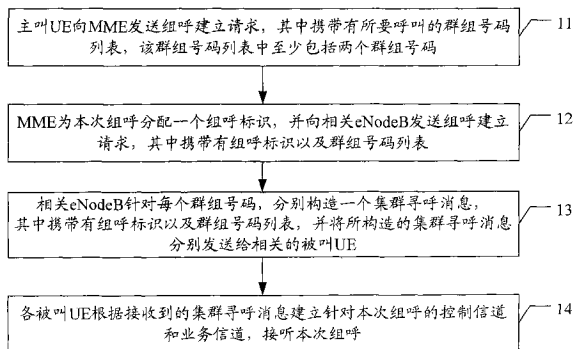 主叫UE向MME发送组呼建立请求，其中携带有所要呼叫的群组号码
列表，该群组号码列表中至少包括两个群组号码
11
MME为本次组呼分配一个组呼标识，并向相关eNodeB发送组呼建立
请求，其中携带有组呼标识以及群组号码列表
12
相关eNodeB针对每个群组号码，分别构造一个集群寻呼消息，
其中携带有组呼标识以及群组号码列表，并将所构造的集群寻呼消息
分别发送给相关的被叫UE
13
各被叫UE根据接收到的集群寻呼消息建立针对本次组呼的控制信道
和业务信道，接听本次组呼
14